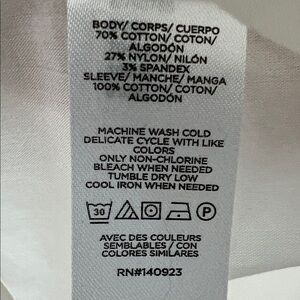 BODY/ CORPS/ CUERPO
70% COTTON/ COTON/
ALGODÓN
27% NYLON/ NILÓN
3% SPANDEX
SLEEVE/ MANCHE/ MANGA
100% COTTON/ COTON/
ALGODÓN
MACHINE WASH COLD
DELICATE CYCLE WITH LIKE
COLORS
ONLY NON-CHLORINE
BLEACH WHEN NEEDED
TUMBLE DRY LOW
COOL IRON WHEN NEEDED
30 P
AVEC DES COULEURS
SEMBLABLES / CON
COLORES SIMILARES
RN#140923